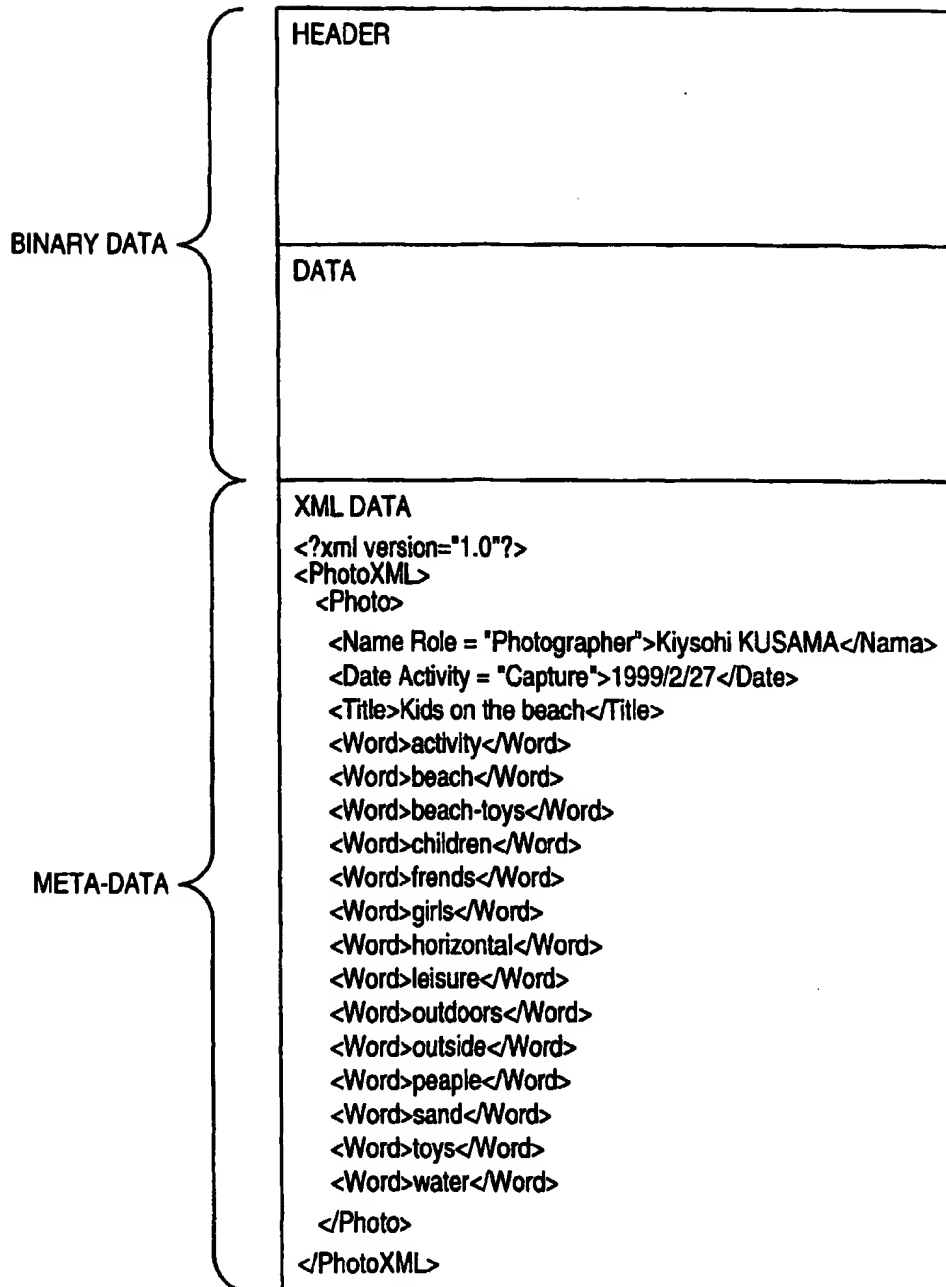 HEADER
BINARY DATA
DATA
XML DATA
<?xml version="1.0"?>
<PhotoXML>
<Photo>
<Name Role = "Photographer">Kiysohi KUSAMA</Nama>
<Date Activity = "Capture">1999/2/27</Date>
<Title>Kids on the beach</Title>
<Word>activity</Word>
<Word>beach</Word>
<Word>beach-toys</Word>
<Word>children</Word>
META-DATA
<Word>frends</Word>
<Word>girls</Word>
<Word>horizontal</Word>
<Word>leisure</Word>
<Word>outdoors</Word>
<Word>outside</Word>
<Word>peaple</Word>
<Word>sand</Word>
<Word>toys</Word>
<Word>water</Word>
</Photo>
</PhotoXML>